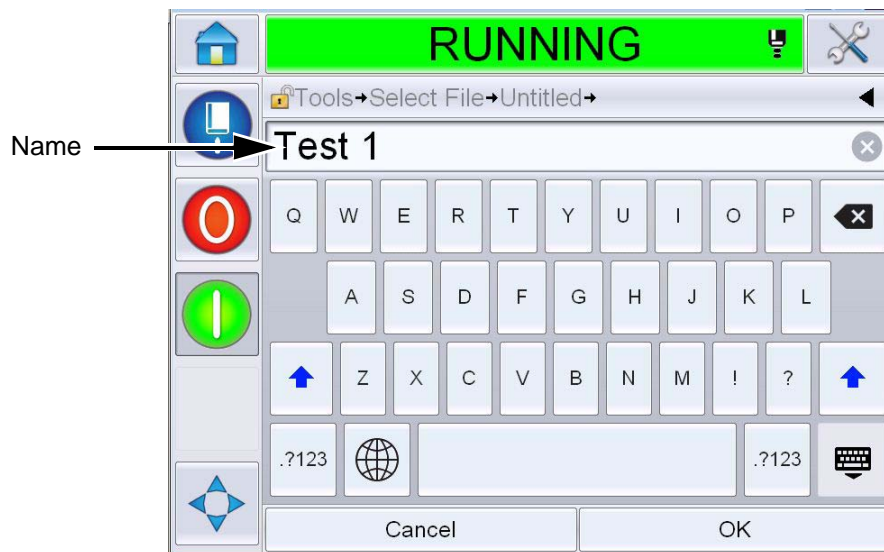 RUNNING
Tools→Select File→Untitled→
Name
Test 1
Q W E R T Y U I O P
A S D F G H J K L
Z X C V B N M ! ?
.?123 .?123
Cancel OK